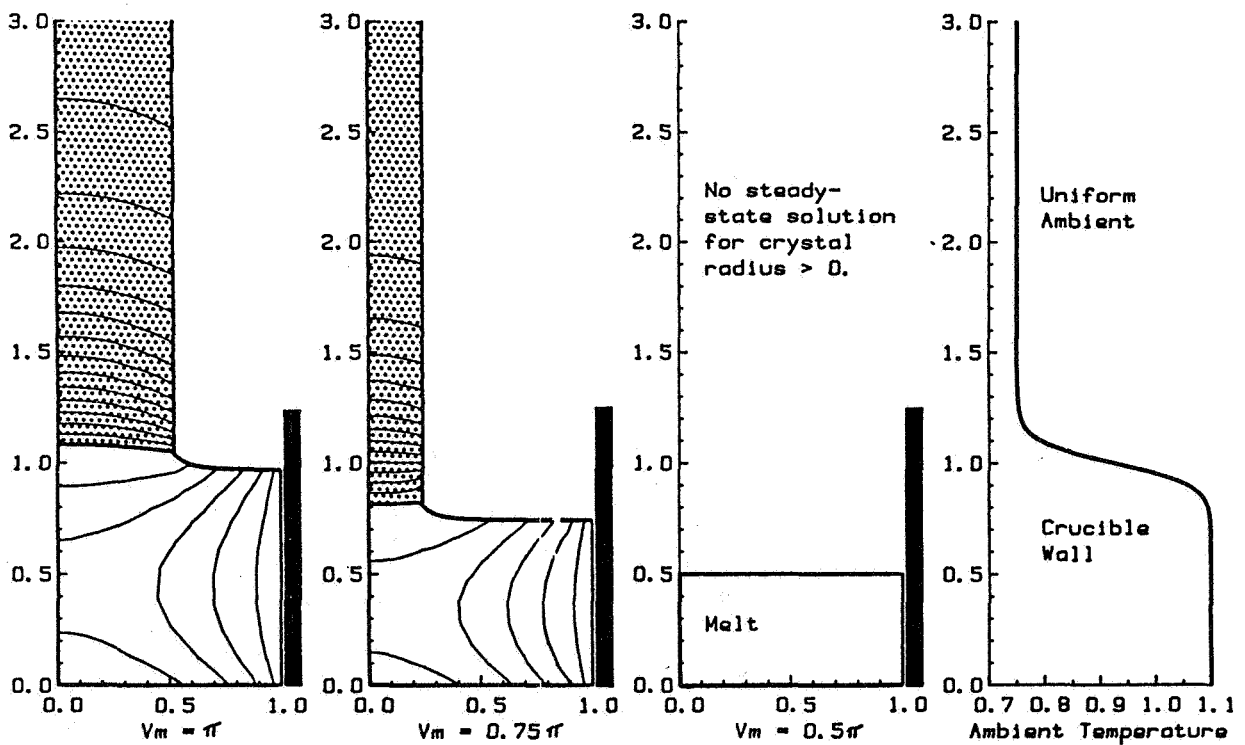 3.0
2.5
2.0
1.5
1.0
0.5
0.0
0.0 0.5 1.0
Vm = π
3.0
2.5
2.0
1.5
1.0
0.5
0.0
0.0 0.5 1.0
Vm = 0.75π
3.0
2.5
2.0
1.5
1.0
0.5
0.0
No steady-
state solution
for crystal
radius > 0.
Melt
0.0 0.5 1.0
Vm = 0.5π
3.0
2.5
2.0
1.5
1.0
0.5
0.0
Uniform
Ambient
Crucible
Wall
0.7 0.8 0.9 1.0 1.1
Ambient Temperature